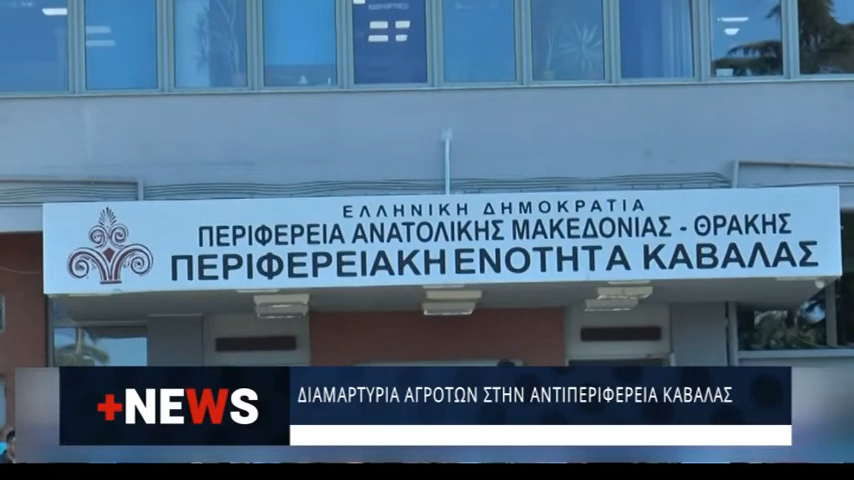 ΕΛΛΗΝΙΚΗ ΔΗΜΟΚΡΑΤΙΑ
ΠΕΡΙΦΕΡΕΙΑ ΑΝΑΤΟΛΙΚΗΣ ΜΑΚΕΔΟΝΙΑΣ - ΘΡΑΚΗΣ
ΠΕΡΙΦΕΡΕΙΑΚΗ ΕΝΟΤΗΤΑ ΚΑΒΑΛΑΣ
+NEWS
ΔΙΑΜΑΡΤΥΡΙΑ ΑΓΡΟΤΩΝ ΣΤΗΝ ΑΝΤΙΠΕΡΙΦΕΡΕΙΑ ΚΑΒΑΛΑΣ